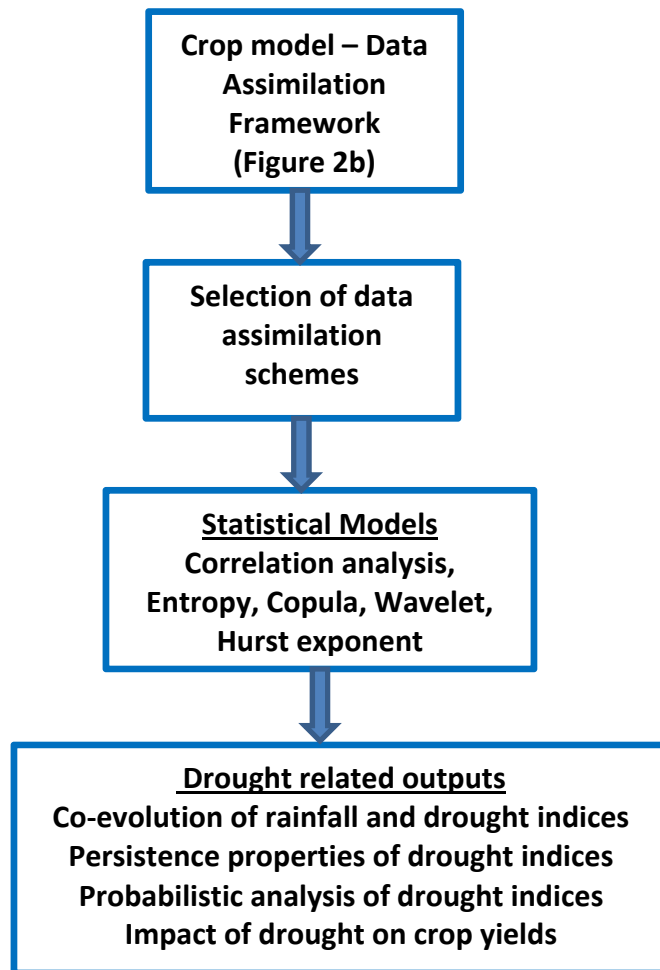 Crop model – Data
Assimilation
Framework
(Figure 2b)
Selection of data
assimilation
schemes
Statistical Models
Correlation analysis,
Entropy, Copula, Wavelet,
Hurst exponent
Drought related outputs
Co-evolution of rainfall and drought indices
Persistence properties of drought indices
Probabilistic analysis of drought indices
Impact of drought on crop yields